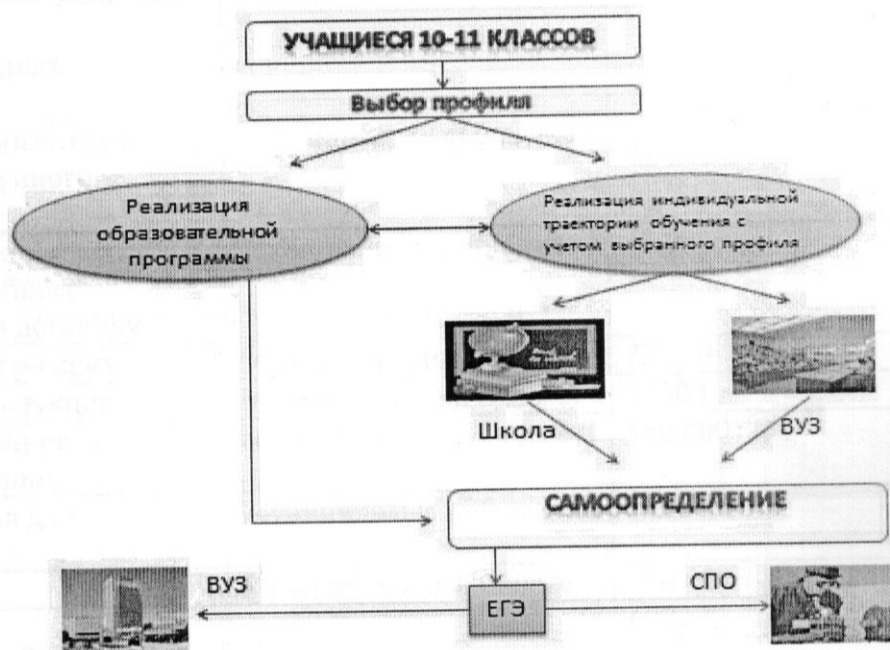 УЧАЩИЕСЯ 10-11 КЛАССОВ
Выбор профиля
Реализация
образовательной
программы
Реализация индивидуальной
траектории обучения с
учетом выбранного профиля
Школа
ВУЗ
САМООПРЕДЕЛЕНИЕ
ВУЗ
ЕГЭ
СПО